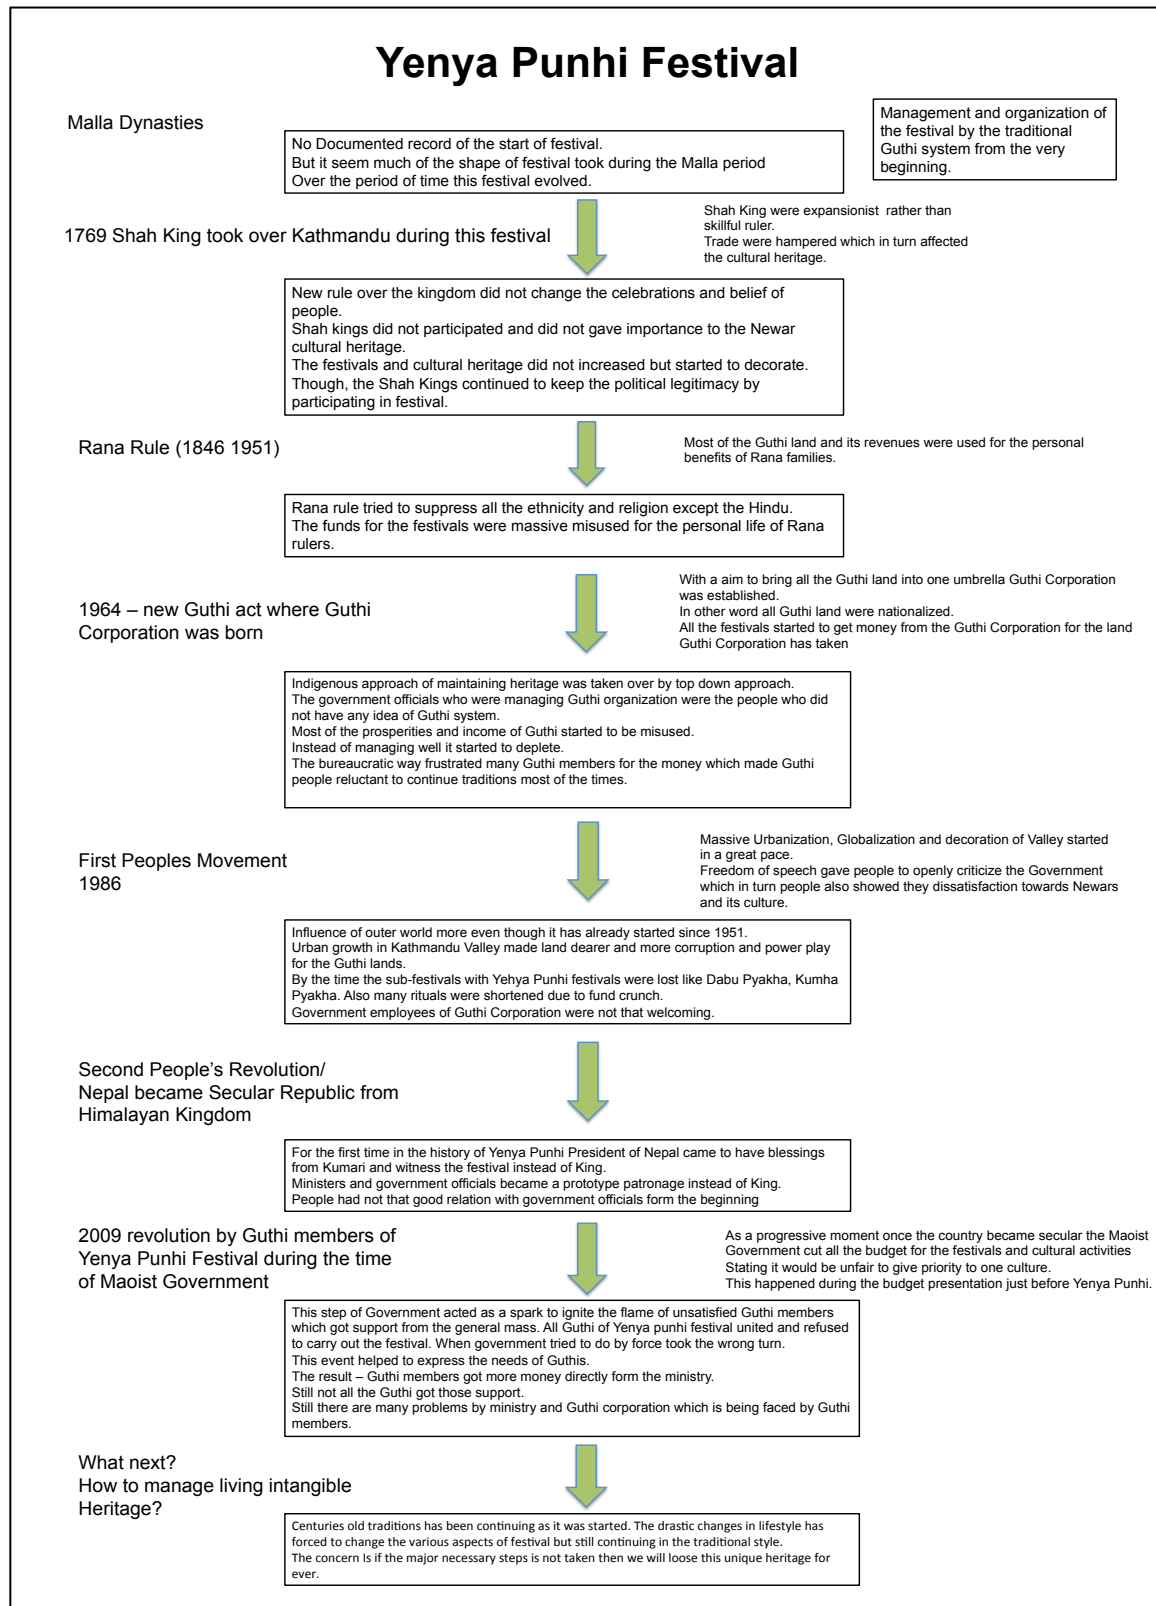 Yenya Punhi Festival
Malla Dynasties
Management and organization of
the festival by the traditional
Guthi system from the very
beginning.
No Documented record of the start of festival.
But it seem much of the shape of festival took during the Malla period
Over the period of time this festival evolved.
1769 Shah King took over Kathmandu during this festival
Shah King were expansionist rather than
skillful ruler.
Trade were hampered which in turn affected
the cultural heritage.
New rule over the kingdom did not change the celebrations and belief of
people.
Shah kings did not participated and did not gave importance to the Newar
cultural heritage.
The festivals and cultural heritage did not increased but started to decorate.
Though, the Shah Kings continued to keep the political legitimacy by
participating in festival.
Rana Rule (1846 1951)
Most of the Guthi land and its revenues were used for the personal
benefits of Rana families.
Rana rule tried to suppress all the ethnicity and religion except the Hindu.
The funds for the festivals were massive misused for the personal life of Rana
rulers.
1964 – new Guthi act where Guthi
Corporation was born
With a aim to bring all the Guthi land into one umbrella Guthi Corporation
was established.
In other word all Guthi land were nationalized.
All the festivals started to get money from the Guthi Corporation for the land
Guthi Corporation has taken
Indigenous approach of maintaining heritage was taken over by top down approach.
The government officials who were managing Guthi organization were the people who did
not have any idea of Guthi system.
Most of the prosperities and income of Guthi started to be misused.
Instead of managing well it started to deplete.
The bureaucratic way frustrated many Guthi members for the money which made Guthi
people reluctant to continue traditions most of the times.
First Peoples Movement
1986
Massive Urbanization, Globalization and decoration of Valley started
in a great pace.
Freedom of speech gave people to openly criticize the Government
which in turn people also showed they dissatisfaction towards Newars
and its culture.
Influence of outer world more even though it has already started since 1951.
Urban growth in Kathmandu Valley made land dearer and more corruption and power play
for the Guthi lands.
By the time the sub-festivals with Yehya Punhi festivals were lost like Dabu Pyakha, Kumha
Pyakha. Also many rituals were shortened due to fund crunch.
Government employees of Guthi Corporation were not that welcoming.
Second People's Revolution/
Nepal became Secular Republic from
Himalayan Kingdom
For the first time in the history of Yenya Punhi President of Nepal came to have blessings
from Kumari and witness the festival instead of King.
Ministers and government officials became a prototype patronage instead of King.
People had not that good relation with government officials form the beginning
2009 revolution by Guthi members of
Yenya Punhi Festival during the time
of Maoist Government
As a progressive moment once the country became secular the Maoist
Government cut all the budget for the festivals and cultural activities
Stating it would be unfair to give priority to one culture.
This happened during the budget presentation just before Yenya Punhi.
This step of Government acted as a spark to ignite the flame of unsatisfied Guthi members
which got support from the general mass. All Guthi of Yenya punhi festival united and refused
to carry out the festival. When government tried to do by force took the wrong turn.
This event helped to express the needs of Guthis.
The result – Guthi members got more money directly form the ministry.
Still not all the Guthi got those support.
Still there are many problems by ministry and Guthi corporation which is being faced by Guthi
members.
What next?
How to manage living intangible
Heritage?
Centuries old traditions has been continuing as it was started. The drastic changes in lifestyle has
forced to change the various aspects of festival but still continuing in the traditional style.
The concern Is if the major necessary steps is not taken then we will loose this unique heritage for
ever.